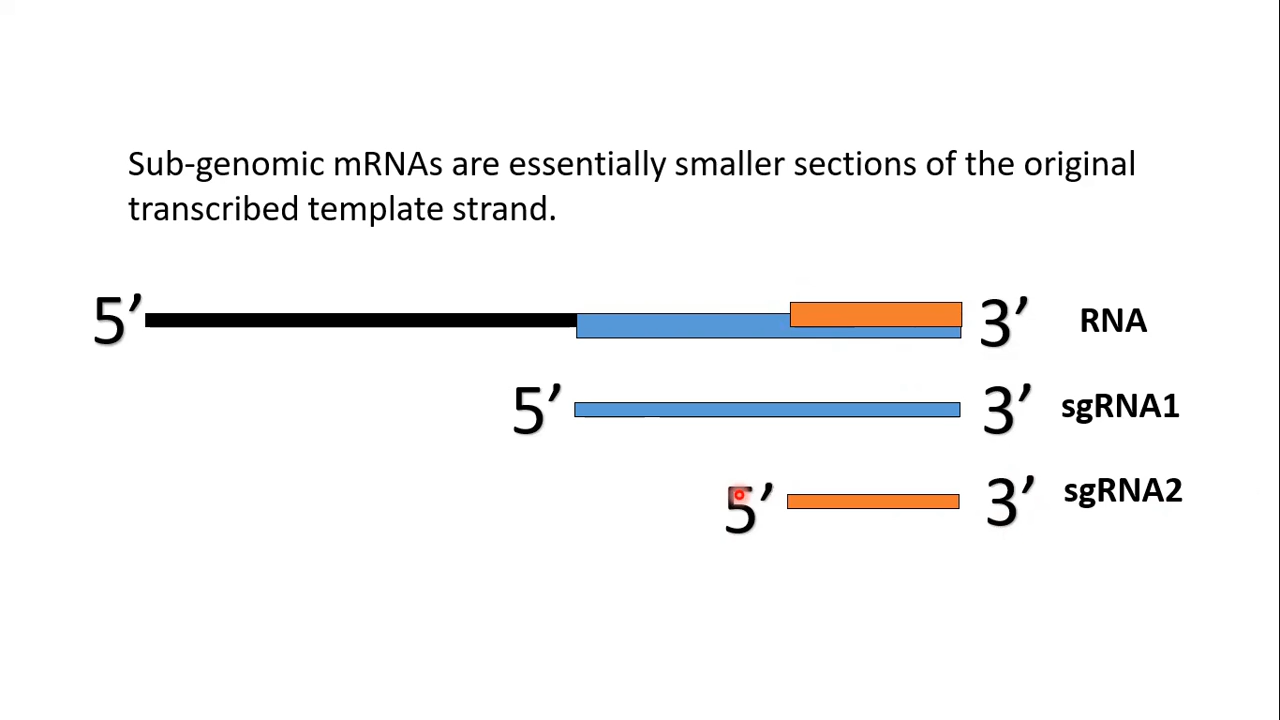 Sub-genomic mRNAs are essentially smaller sections of the original
transcribed template strand.
5’ 3’ RNA
5’ 3’ sgRNA1
5’ 3’ sgRNA2